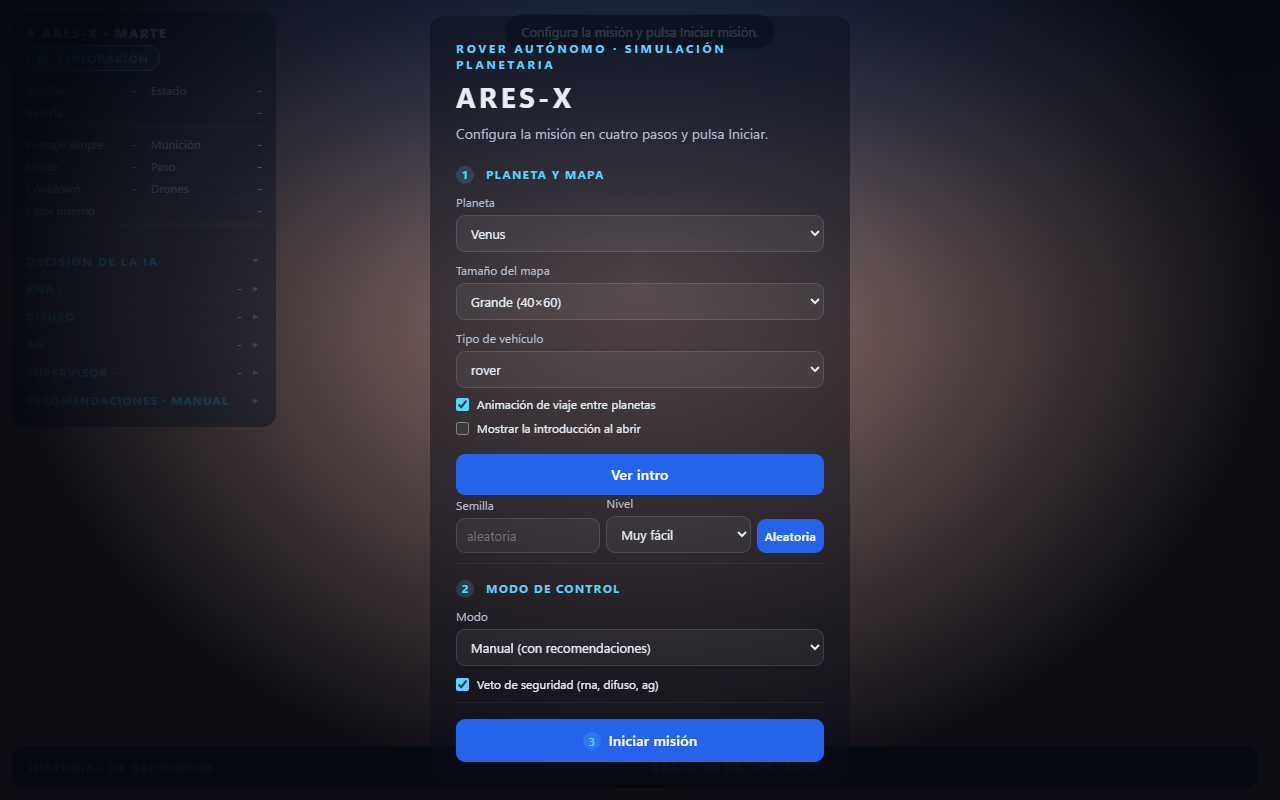 ARES-X · MARTE
EXPLORACIÓN
Semilla - Estado -
Batería -
Puntaje simple - Munición -
Modo - Paso -
Cooldown - Drones -
Calor interno -
DECISIÓN DE LA IA
RNA · -
DIFUSO · -
AG · -
SUPERVISOR · -
RECOMENDACIONES · MANUAL
Configura la misión y pulsa Iniciar misión.
ROVER AUTÓNOMO · SIMULACIÓN
PLANETARIA
ARES-X
Configura la misión en cuatro pasos y pulsa Iniciar.
1 PLANETA Y MAPA
Planeta
Venus
Tamaño del mapa
Grande (40×60)
Tipo de vehículo
rover
Animación de viaje entre planetas
Mostrar la introducción al abrir
Ver intro
Semilla Nivel
aleatoria Muy fácil Aleatoria
2 MODO DE CONTROL
Modo
Manual (con recomendaciones)
Veto de seguridad (rna, difuso, ag)
3 Iniciar misión
HISTORIAL DE DECISIONES
GRÁFICOS DE LOS